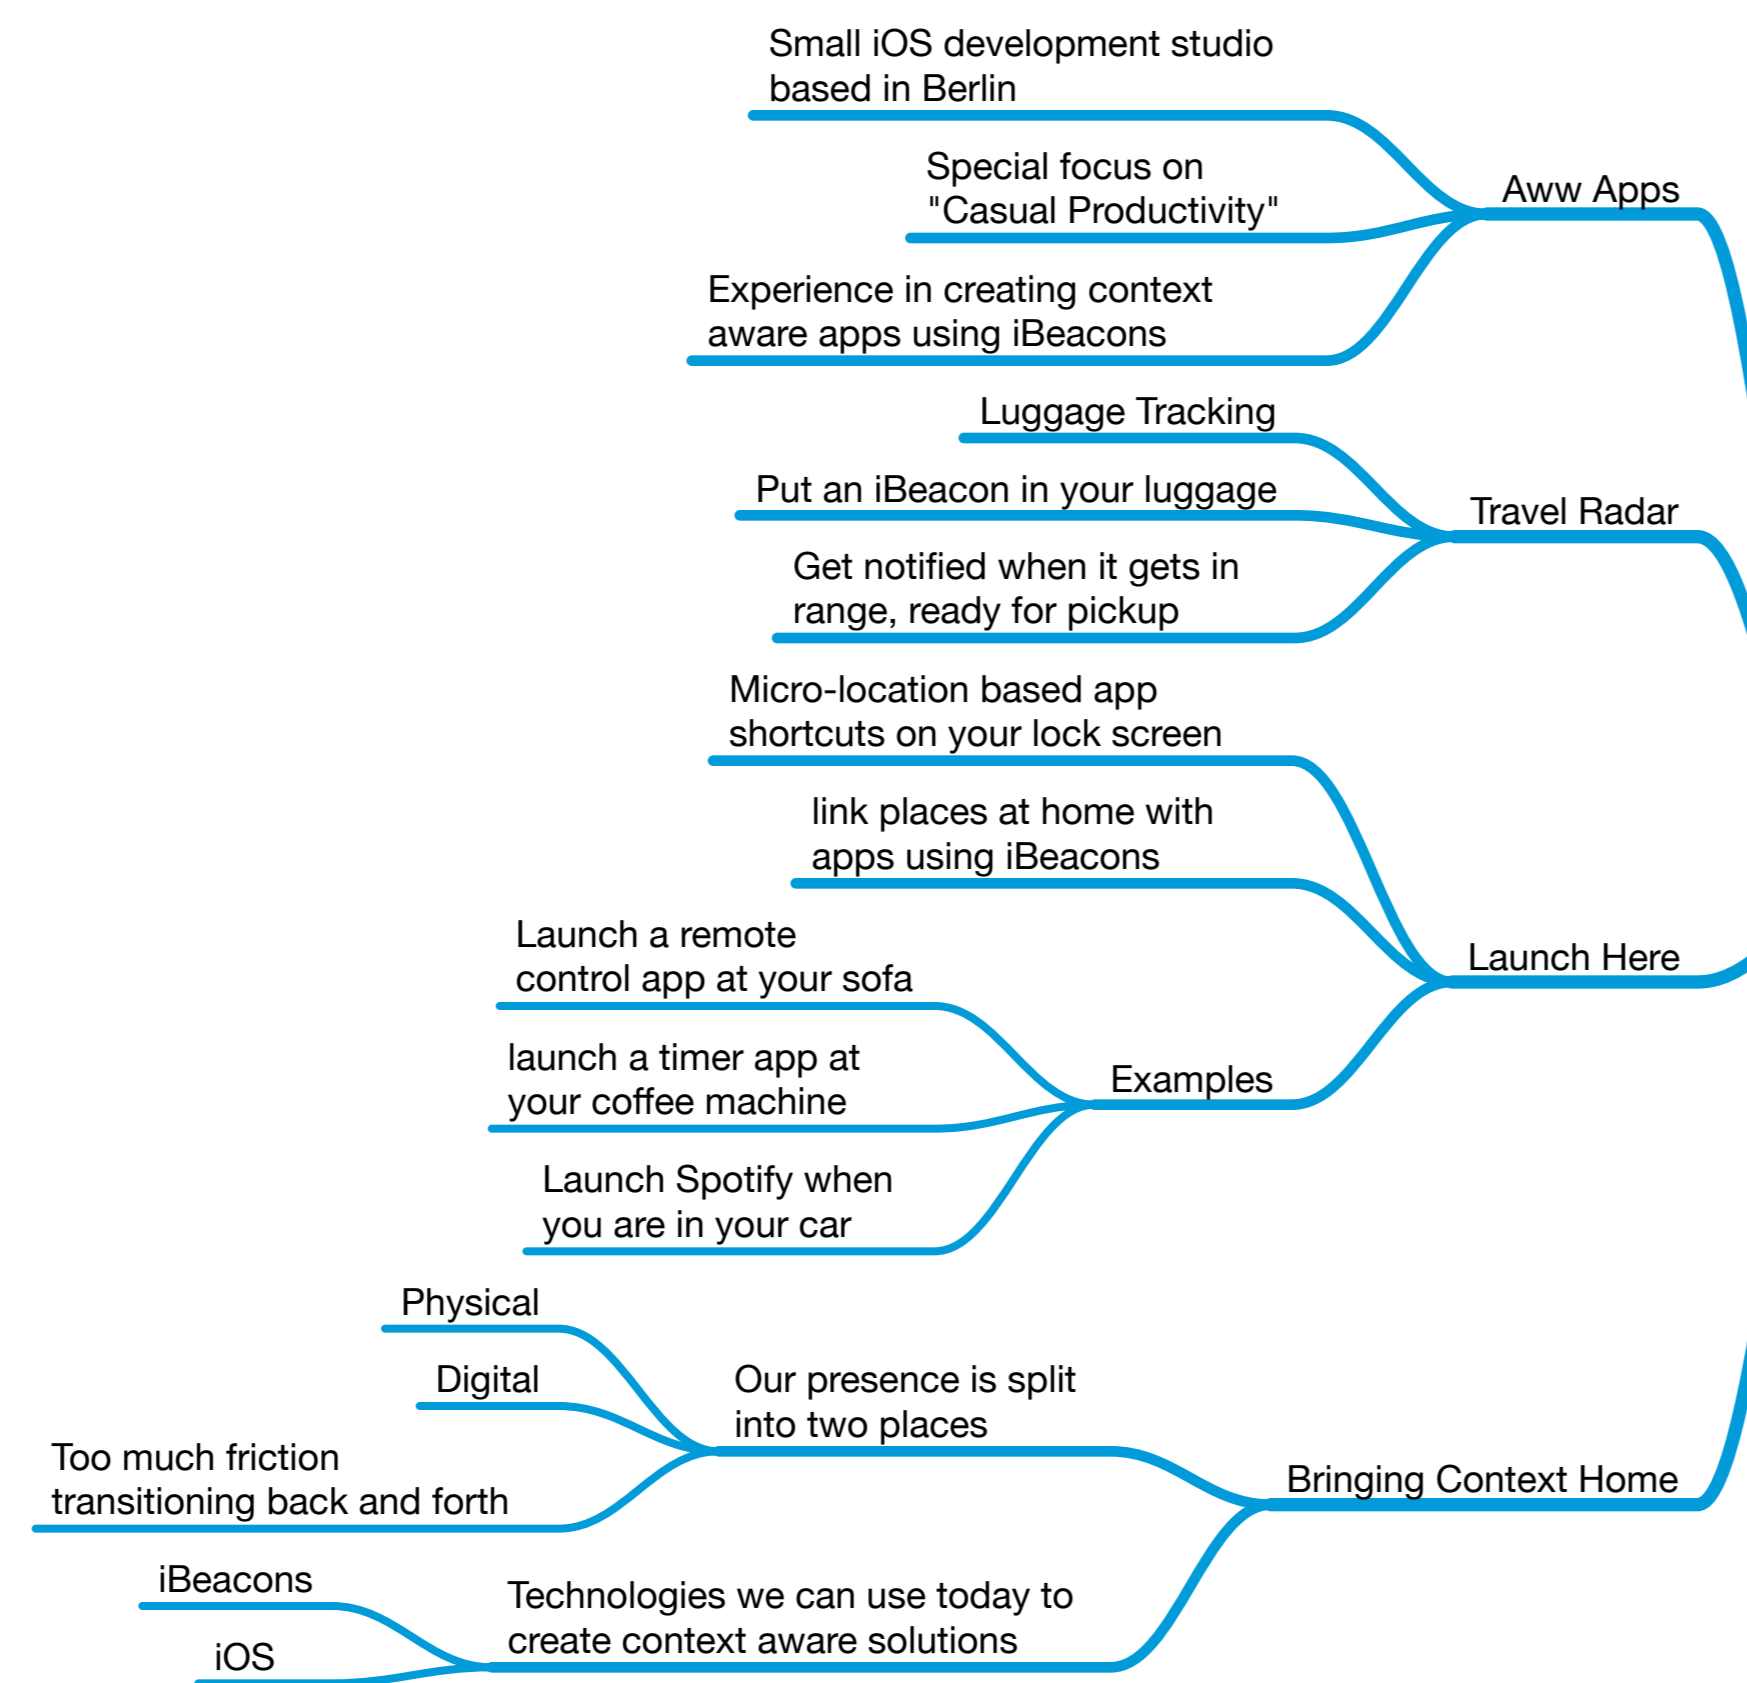 Small iOS development studio
based in Berlin
Special focus on
"Casual Productivity"
Aww Apps
Experience in creating context
aware apps using iBeacons
Luggage Tracking
Put an iBeacon in your luggage
Travel Radar
Get notified when it gets in
range, ready for pickup
Micro-location based app
shortcuts on your lock screen
link places at home with
apps using iBeacons
Launch a remote
control app at your sofa
Launch Here
launch a timer app at
your coffee machine
Examples
Launch Spotify when
you are in your car
Physical
Digital
Our presence is split
into two places
Too much friction
transitioning back and forth
Bringing Context Home
iBeacons
Technologies we can use today to
create context aware solutions
iOS